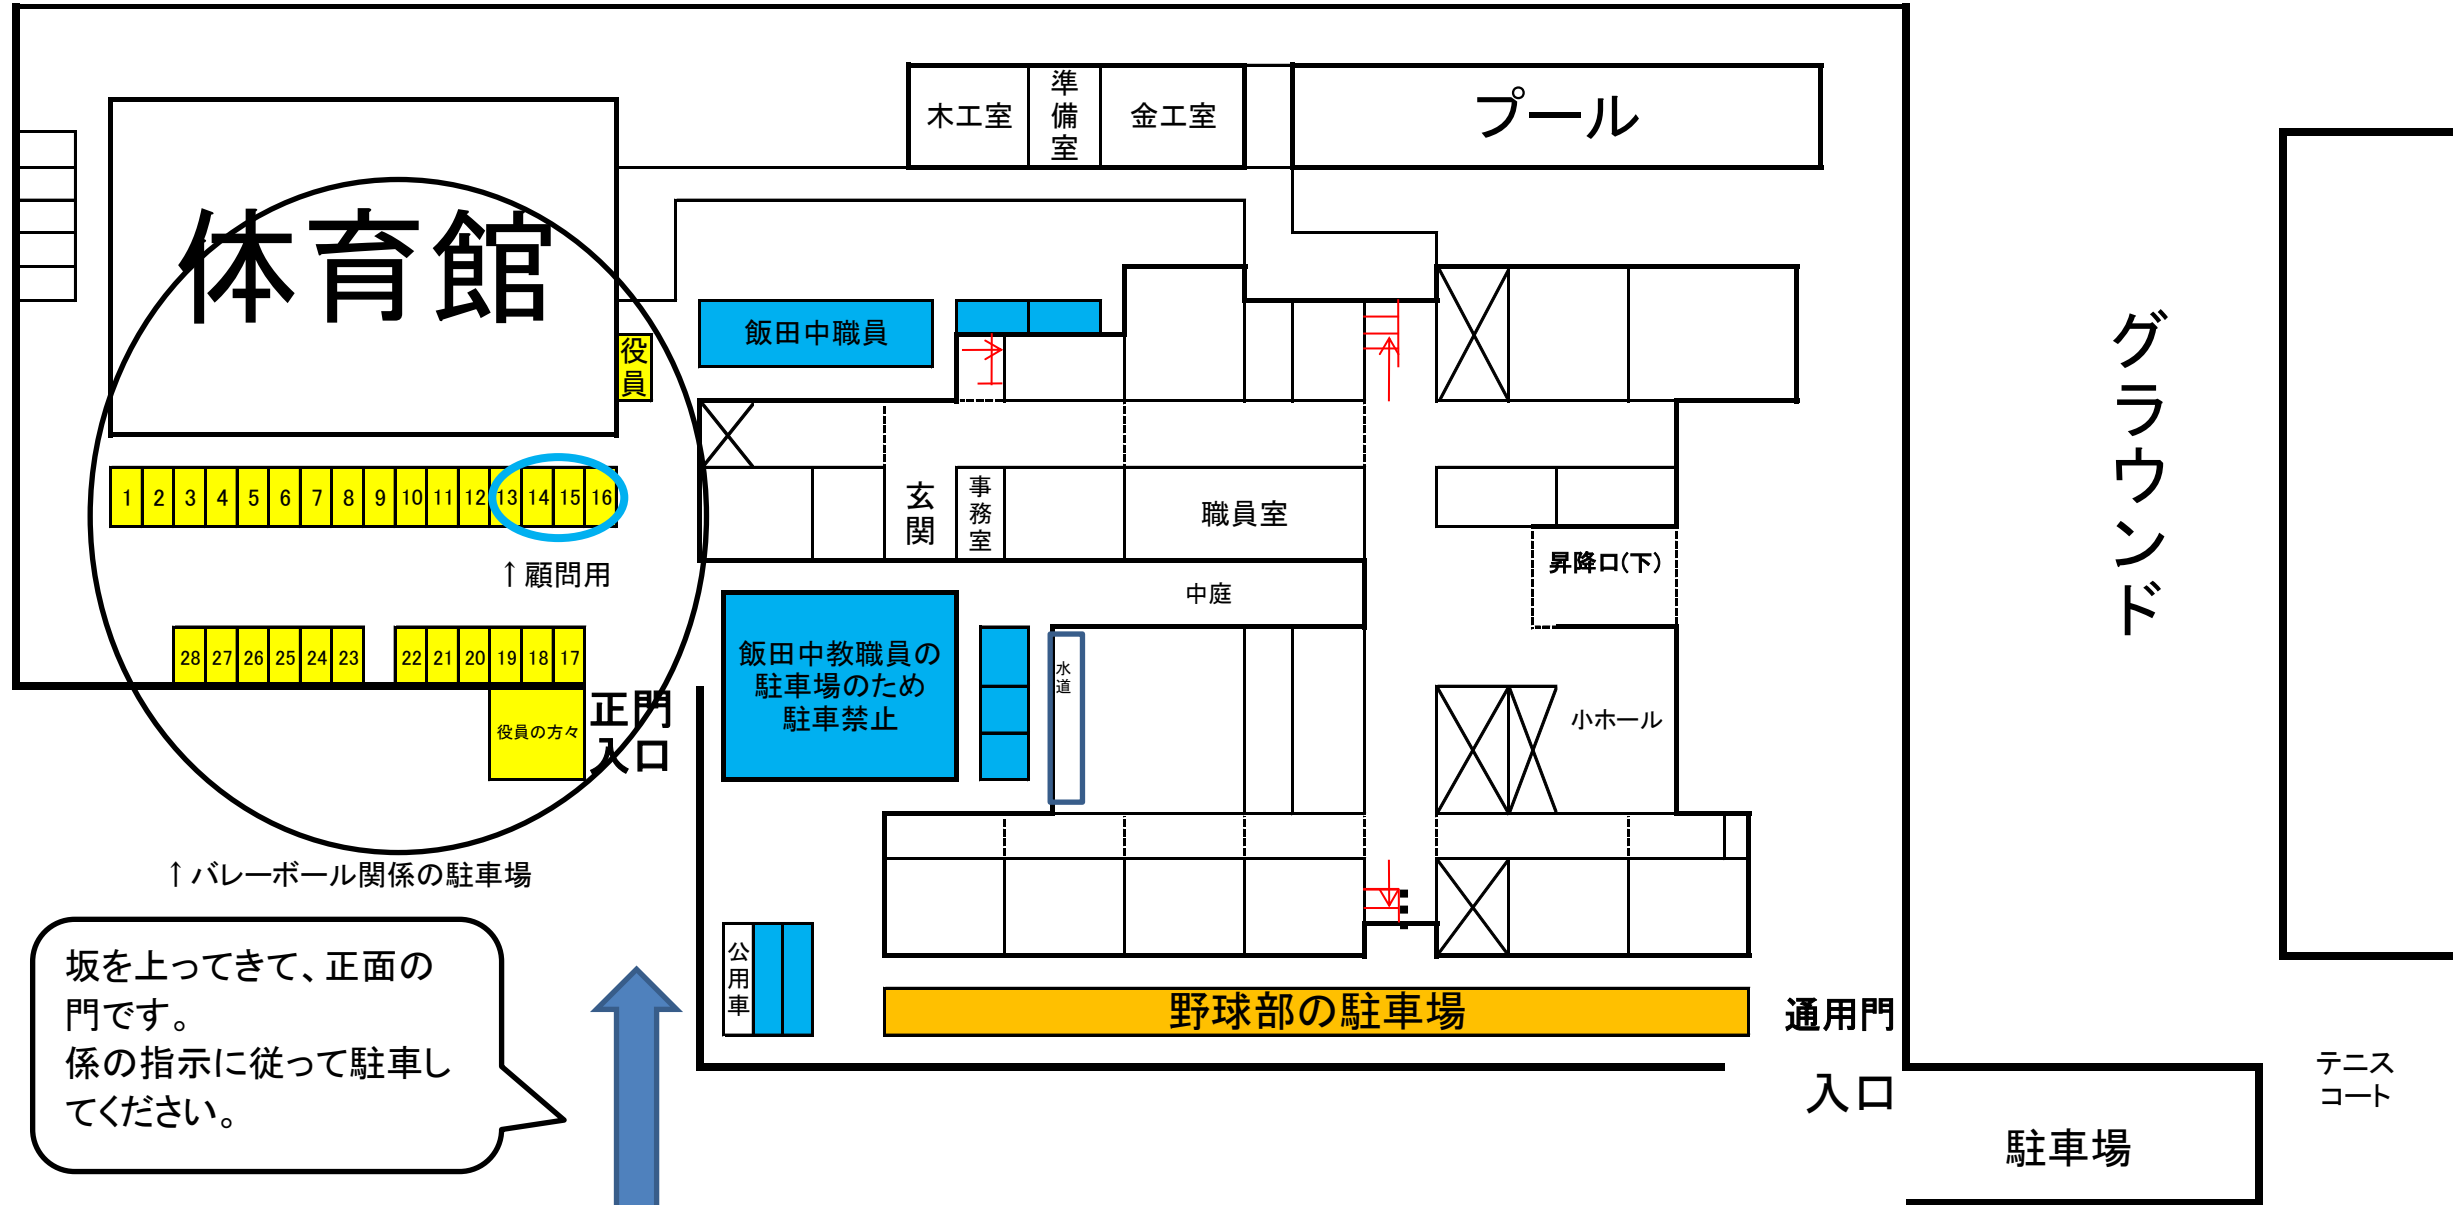 木工室
準備室
金工室
プール
体育館
役員
飯田中職員
グラウンド
1 2 3 4 5 6 7 8 9 10 11 12 13 14 15 16
↑顧問用
玄関
事務室
職員室
昇降口(下)
中庭
28 27 26 25 24 23 22 21 20 19 18 17
役員の方々
正門
入口
飯田中教職員の
駐車場のため
駐車禁止
水道
小ホール
↑バレーボール関係の駐車場
坂を上ってきて、正面の
門です。
係の指示に従って駐車し
てください。
公用車
野球部の駐車場
通用門
入口
駐車場
テニス
コート